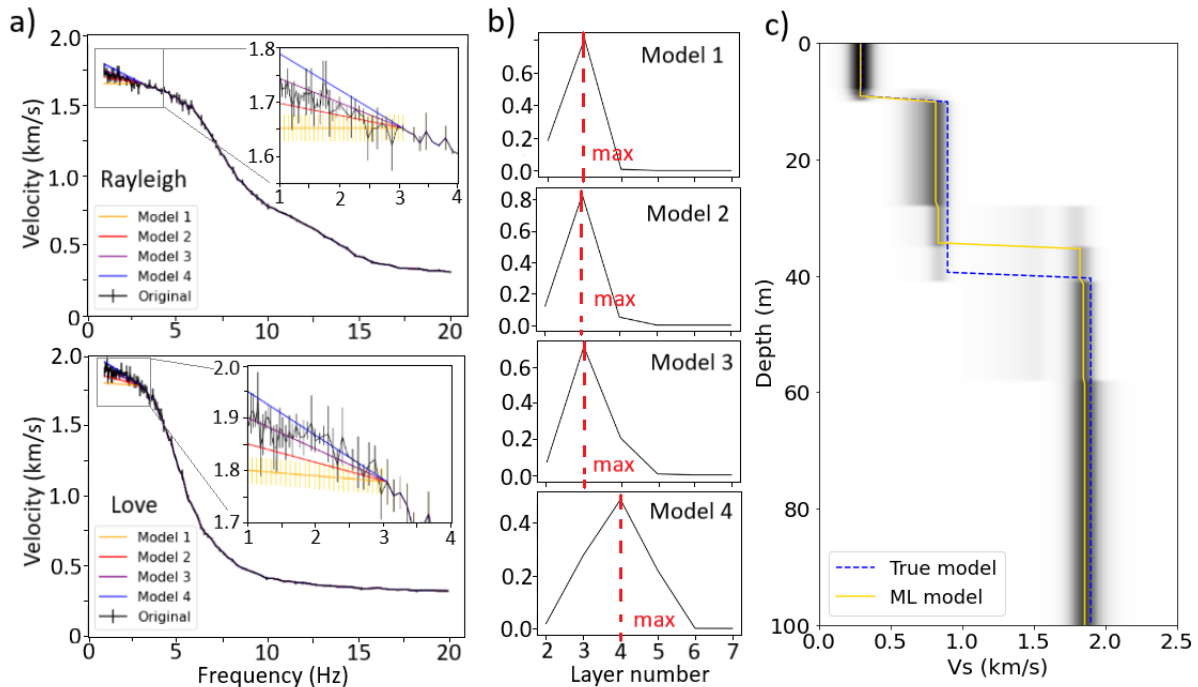 a)
2.0
1.5
1.0
0.5
0
Velocity (km/s)
1.8
1.7
1.6
1.5
1 2 3 4
Rayleigh
Model 1
Model 2
Model 3
Model 4
Original
0 5 10 15 20
2.0
1.5
1.0
0.5
0
Velocity (km/s)
2.0
1.9
1.8
1.7
1 2 3 4
Love
Model 1
Model 2
Model 3
Model 4
Original
0 5 10 15 20
Frequency (Hz)
b)
0.6
0.4
0.2
0.0
Model 1
max
0.8
0.6
0.4
0.2
0.0
Model 2
max
0.6
0.4
0.2
0.0
Model 3
max
0.4
0.2
0.0
Model 4
max
2 3 4 5 6 7
Layer number
c)
0
20
40
60
80
100
Depth (m)
True model
ML model
0.0 0.5 1.0 1.5 2.0 2.5
Vs (km/s)